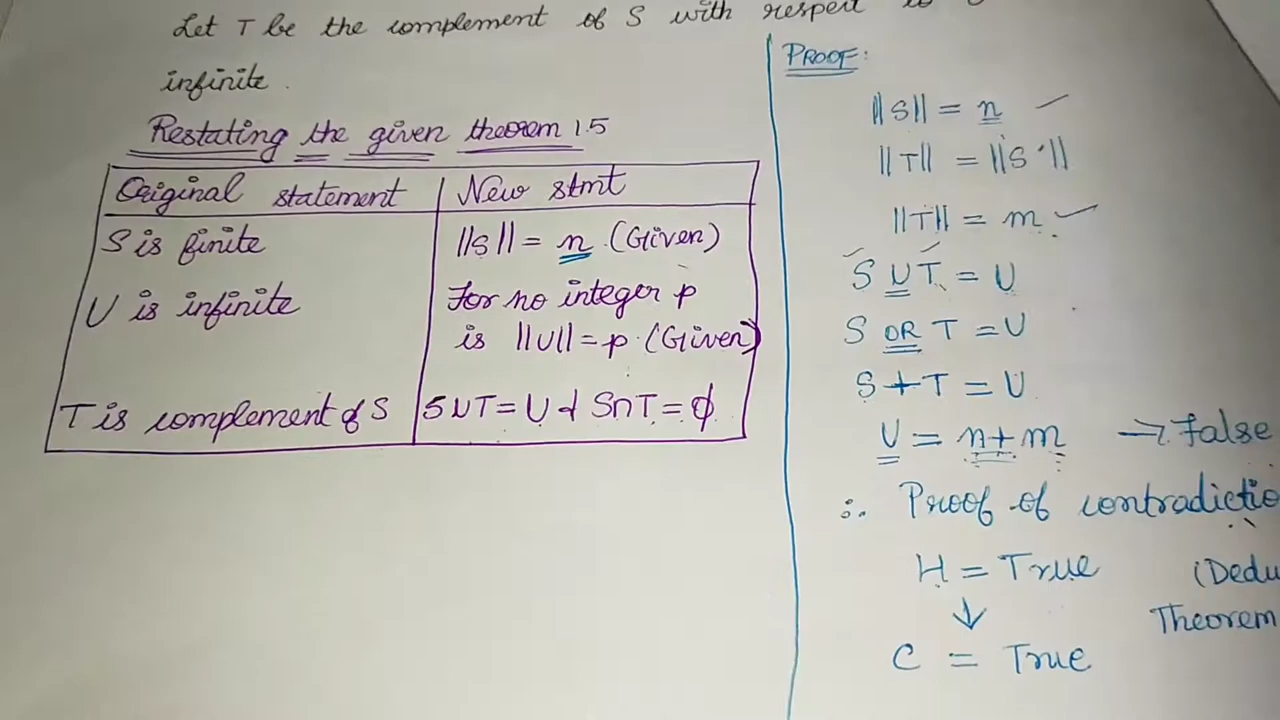 Let T be the complement of S with respect to
infinite.
Restating the given theorem 1.5
Original statement | New stmt
S is finite | ||S|| = n (Given)
U is infinite | For no integer p
is ||U|| = p. (Given)
T is complement of S | SUT = U & S∩T = ϕ
PROOF:
||S|| = n
||T|| = ||S'||
||T|| = m
S U T = U
S OR T = U
S + T = U
U = n + m → False
∴ Proof of contradictio
H = True (Dedu
↓ Theorem
C = True